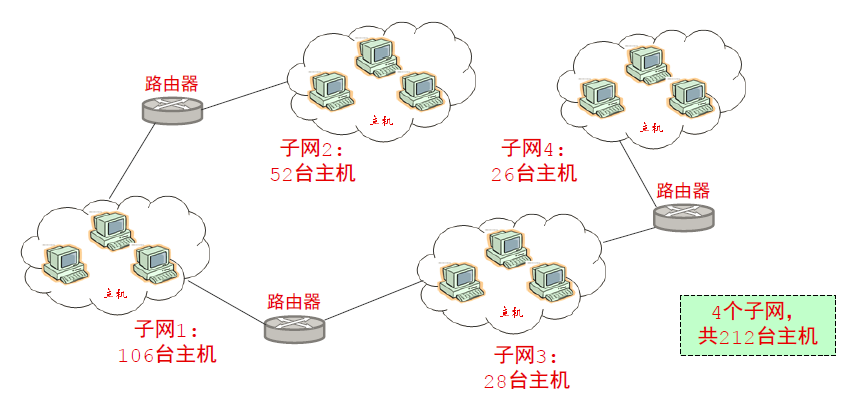 路由器
主机
子网2:
52台主机
主机
子网4:
26台主机
路由器
主机
子网1:
106台主机
路由器
主机
子网3:
28台主机
4个子网，
共212台主机